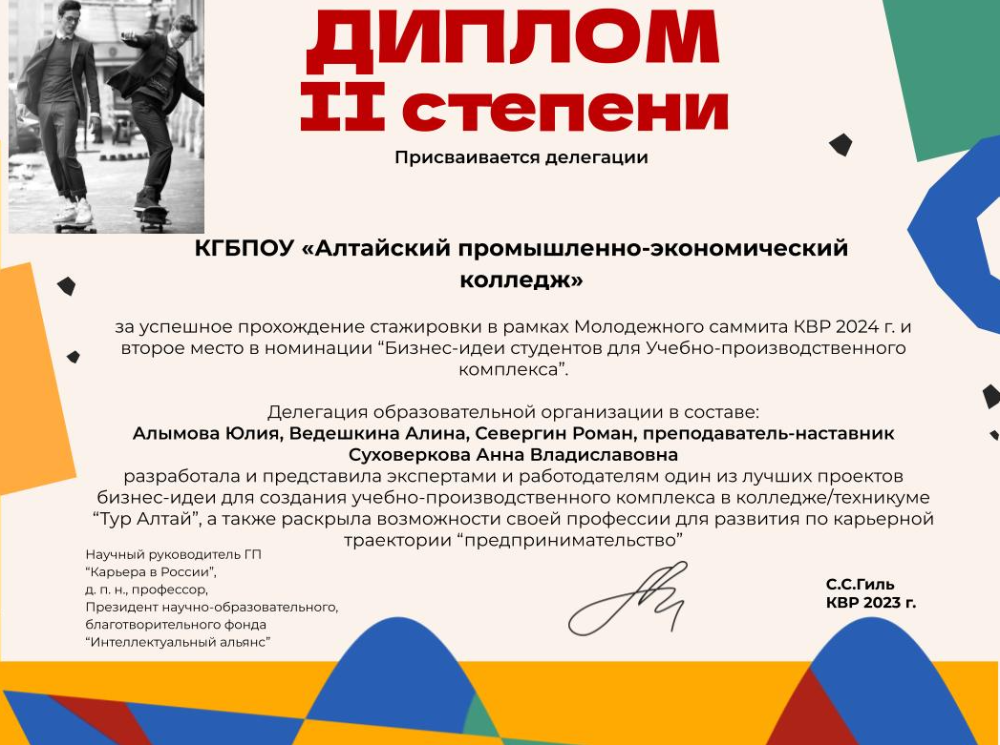 ДИПЛОМ
II степени
Присваивается делегации
КГБПОУ «Алтайский промышленно-экономический
колледж»
за успешное прохождение стажировки в рамках Молодежного саммита КВР 2024 г. и
второе место в номинации “Бизнес-идеи студентов для Учебно-производственного
комплекса”.
Делегация образовательной организации в составе:
Алымова Юлия, Ведешкина Алина, Севергин Роман, преподаватель-наставник
Суховеркова Анна Владиславовна
разработала и представила экспертами и работодателям один из лучших проектов
бизнес-идеи для создания учебно-производственного комплекса в колледже/техникуме
“Тур Алтай”, а также раскрыла возможности своей профессии для развития по карьерной
траектории “предпринимательство”
Научный руководитель ГП
“Карьера в России”,
д. п. н., профессор,
Президент научно-образовательного,
благотворительного фонда
“Интеллектуальный альянс”
С.С.Гиль
КВР 2023 г.